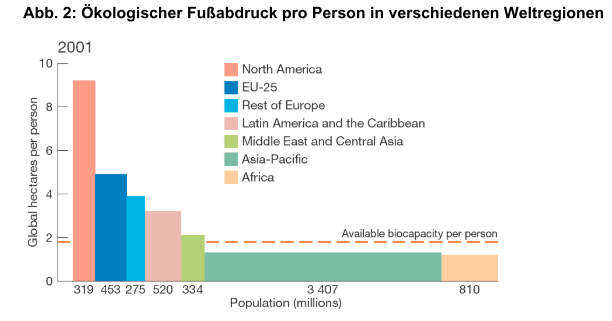 Abb. 2: Ökologischer Fußabdruck pro Person in verschiedenen Weltregionen
2001
Global hectares per person
10
8
6
4
2
0
North America
EU-25
Rest of Europe
Latin America and the Caribbean
Middle East and Central Asia
Asia-Pacific
Africa
Available biocapacity per person
319 453 275 520 334 3 407 810
Population (millions)